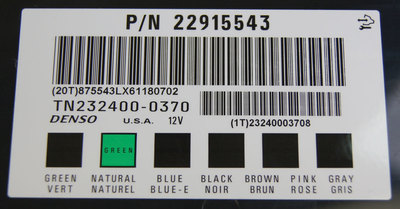 P/N 22915543
(20T)875543LX61180702
TN232400-0370
DENSO U.S.A. 12V
(1T)23240003708
GREEN
GREEN NATURAL BLUE BLACK BROWN PINK GRAY
VERT NATUREL BLUE-E NOIR BRUN ROSE GRIS